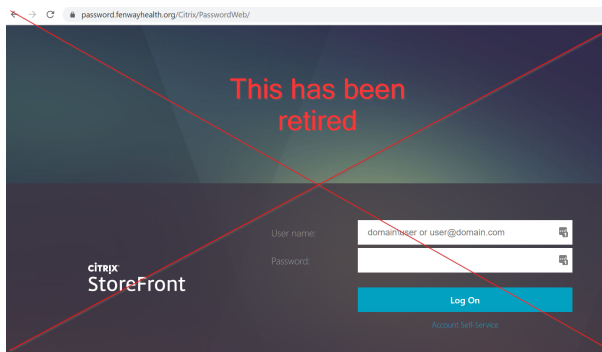 password.fenwayhealth.org/Citrix/PasswordWeb/
This has been
retired
User name:
domain\user or user@domain.com
Password:
citrix
StoreFront
Log On
Account Self-Service